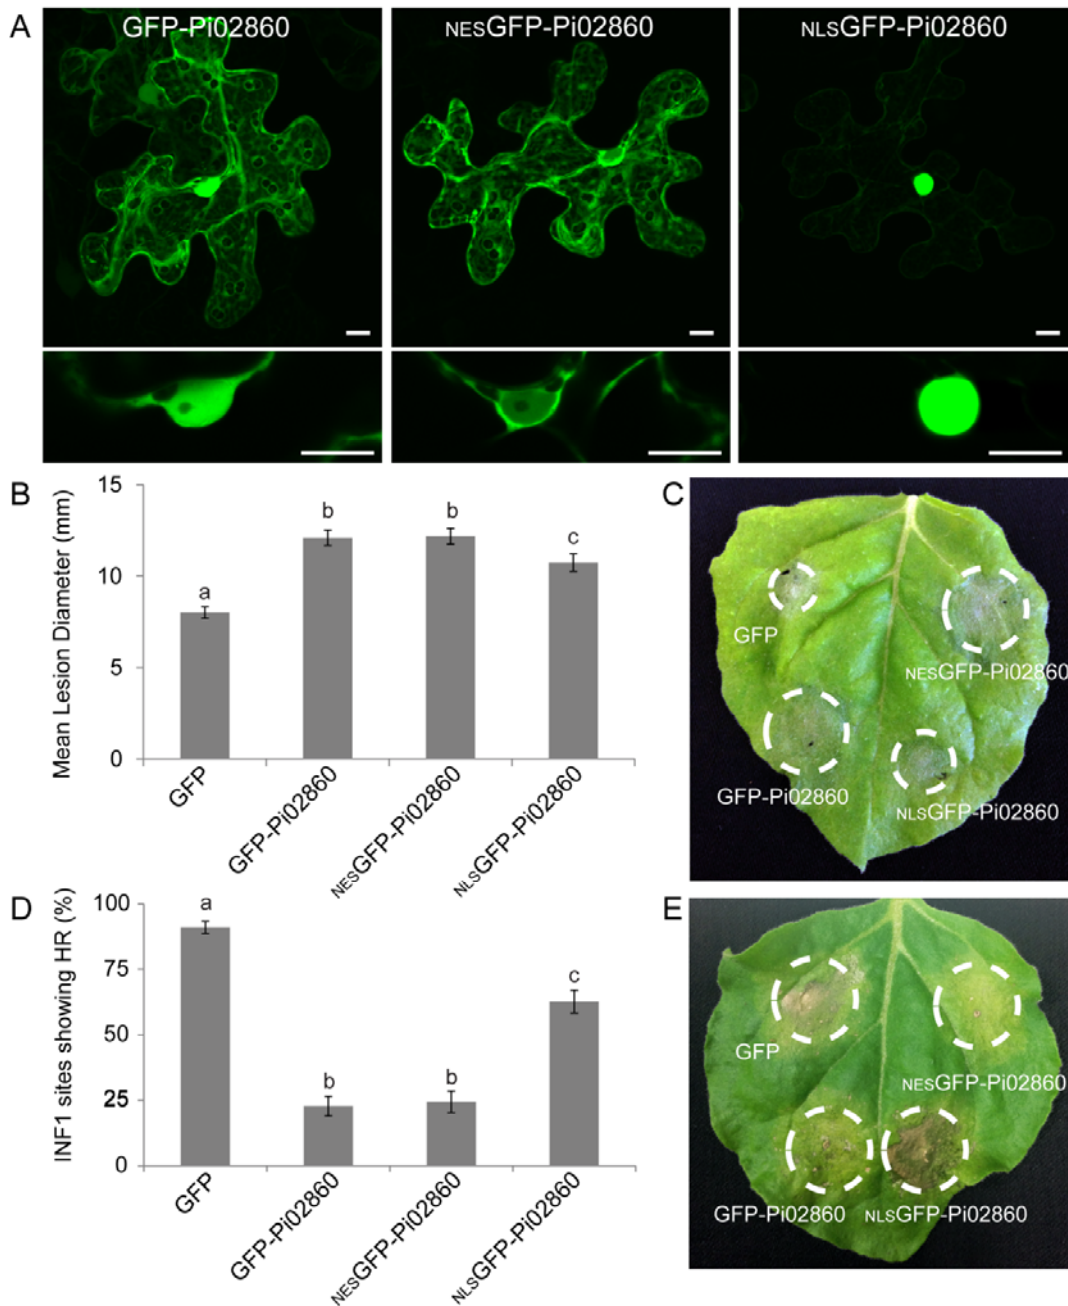 A
GFP-Pi02860
NESGFP-Pi02860
NLSGFP-Pi02860
B
Mean Lesion Diameter (mm)
15
10
5
0
a
b
b
c
GFP
GFP-Pi02860
NESGFP-Pi02860
NLSGFP-Pi02860
C
GFP
NESGFP-Pi02860
GFP-Pi02860
NLSGFP-Pi02860
D
INF1 sites showing HR (%)
100
75
50
25
0
a
b
b
c
GFP
GFP-Pi02860
NESGFP-Pi02860
NLSGFP-Pi02860
E
GFP
NESGFP-Pi02860
GFP-Pi02860
NLSGFP-Pi02860